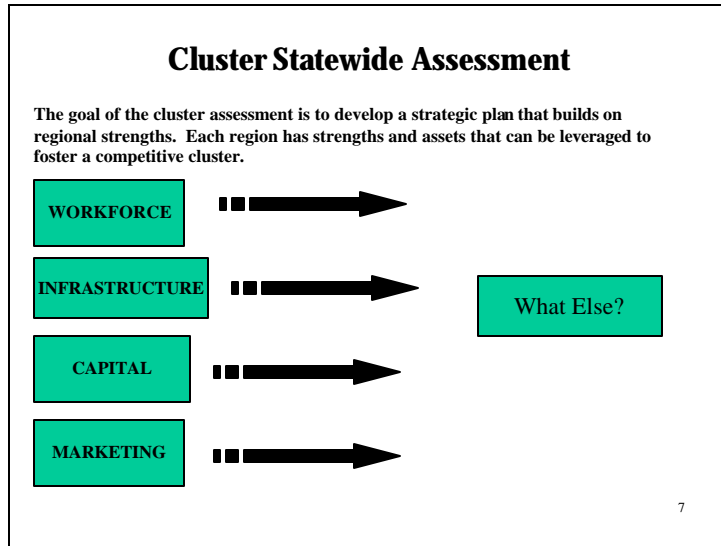 Cluster Statewide Assessment
The goal of the cluster assessment is to develop a strategic plan that builds on
regional strengths. Each region has strengths and assets that can be leveraged to
foster a competitive cluster.
WORKFORCE
INFRASTRUCTURE
What Else?
CAPITAL
MARKETING
7